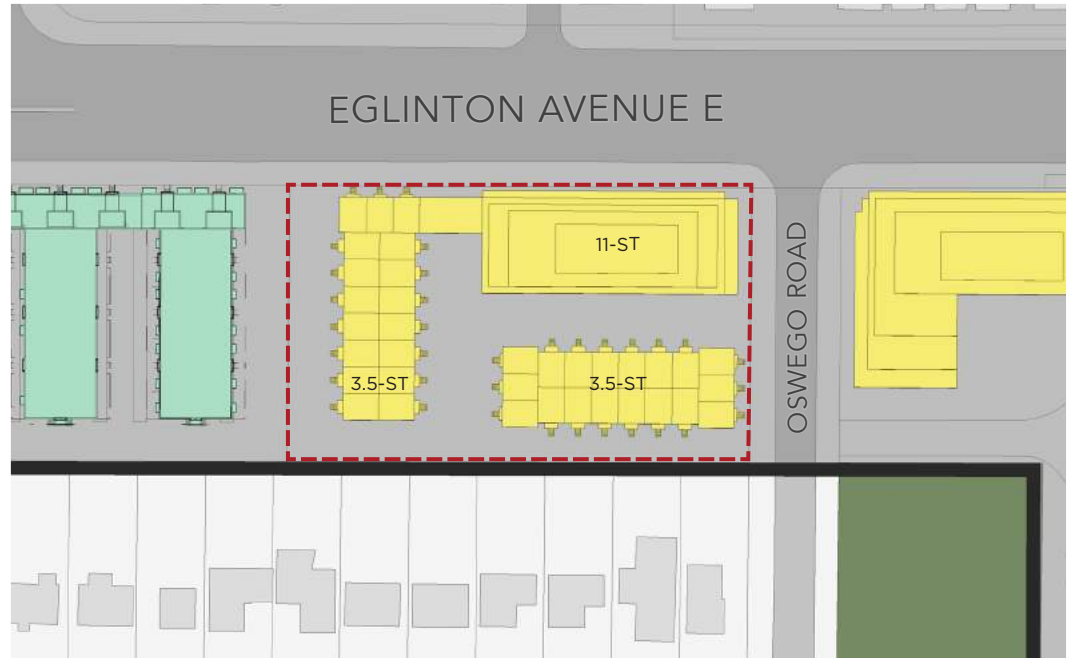 EGLINTON AVENUE E
11-ST
OSWEGO ROAD
3.5-ST
3.5-ST